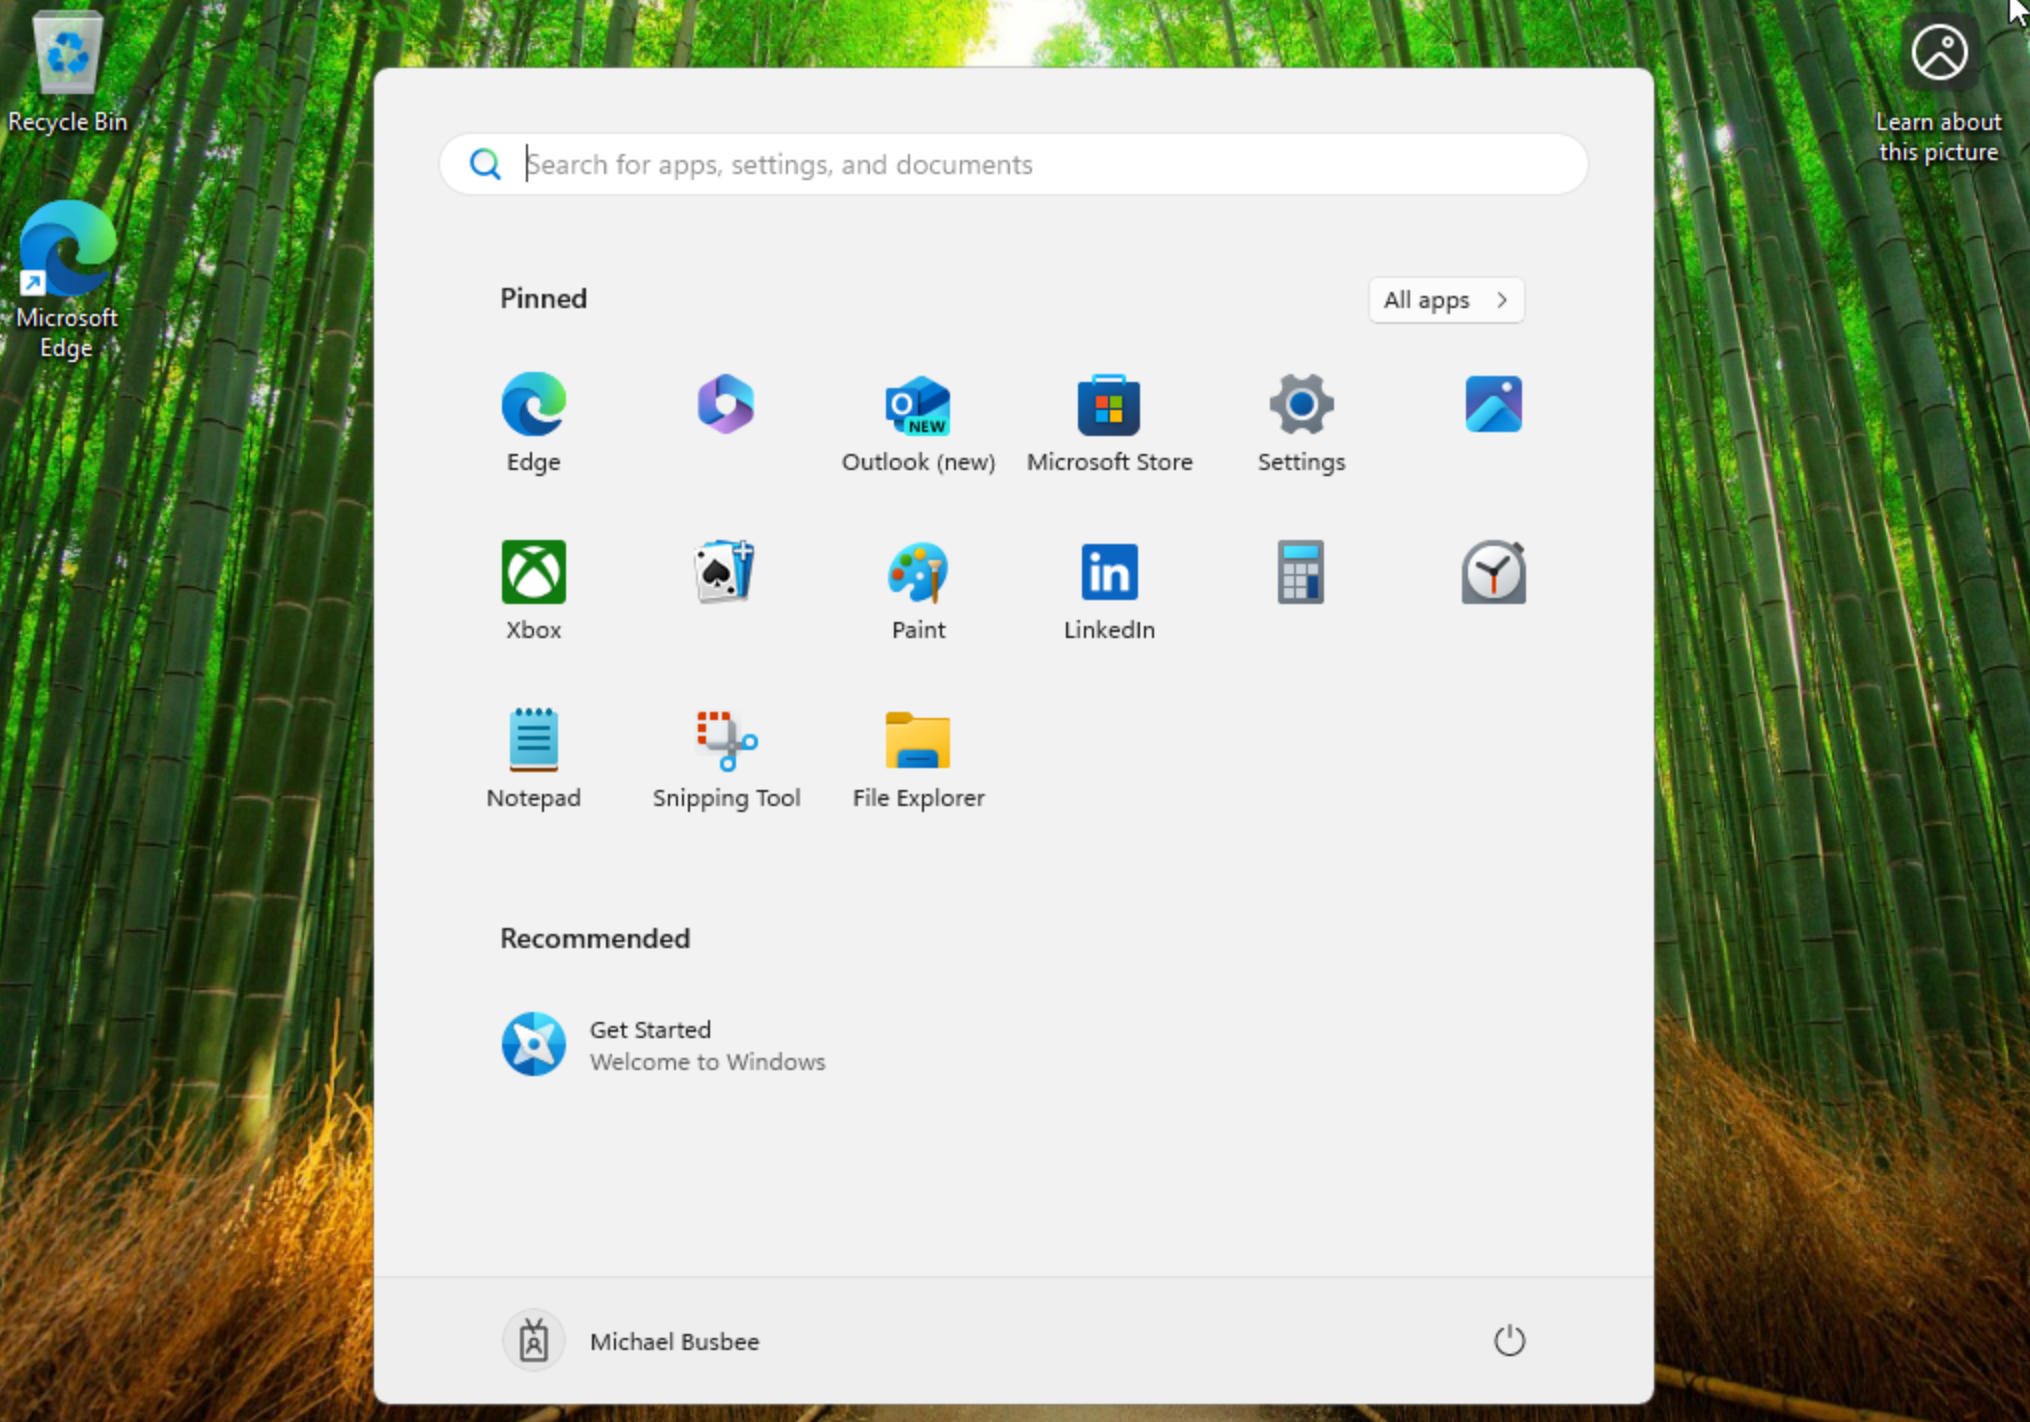 Recycle Bin
Microsoft
Edge
Learn about
this picture
Search for apps, settings, and documents
Pinned
All apps
Edge
O
NEW
Outlook (new)
Microsoft Store
Settings
Xbox
Paint
in
LinkedIn
Notepad
Snipping Tool
File Explorer
Recommended
Get Started
Welcome to Windows
Michael Busbee